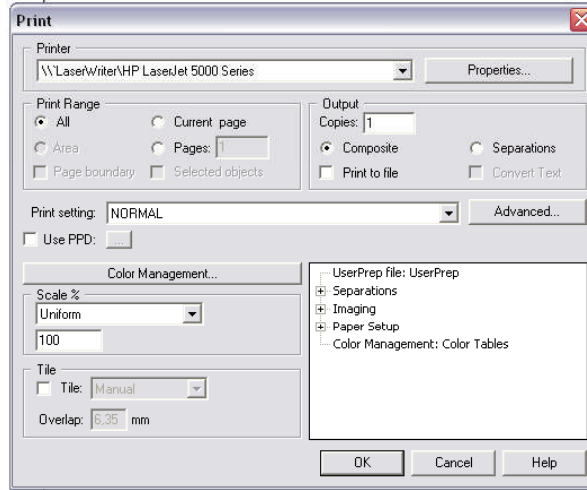 Print
Printer
\\`LaserWriter\HP LaserJet 5000 Series
Properties...
Print Range
All
Current page
Area
Pages: 1
Page boundary
Selected objects
Output
Copies: 1
Composite
Separations
Print to file
Convert Text
Print setting: NORMAL
Advanced...
Use PPD: ...
Color Management...
Scale %
Uniform
100
Tile
Tile: Manual
Overlap: 6,35 mm
UserPrep file: UserPrep
Separations
Imaging
Paper Setup
Color Management: Color Tables
OK
Cancel
Help